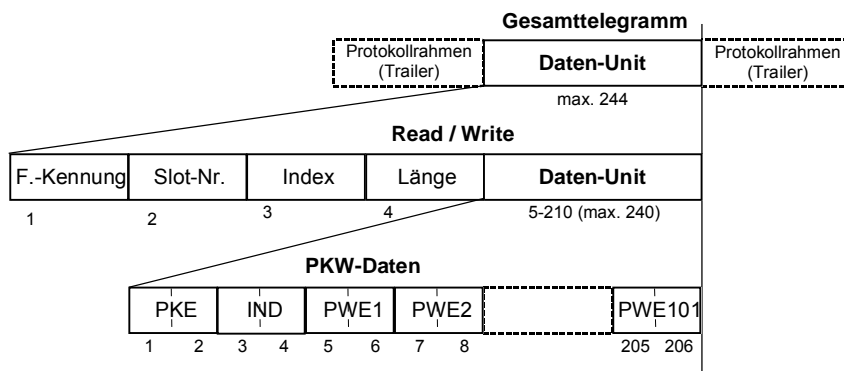 Gesamttelegramm
Protokollrahmen (Trailer) Daten-Unit Protokollrahmen (Trailer)
max. 244
Read / Write
F.-Kennung Slot-Nr. Index Länge Daten-Unit
1 2 3 4 5-210 (max. 240)
PKW-Daten
PKE IND PWE1 PWE2 PWE101
1 2 3 4 5 6 7 8 205 206